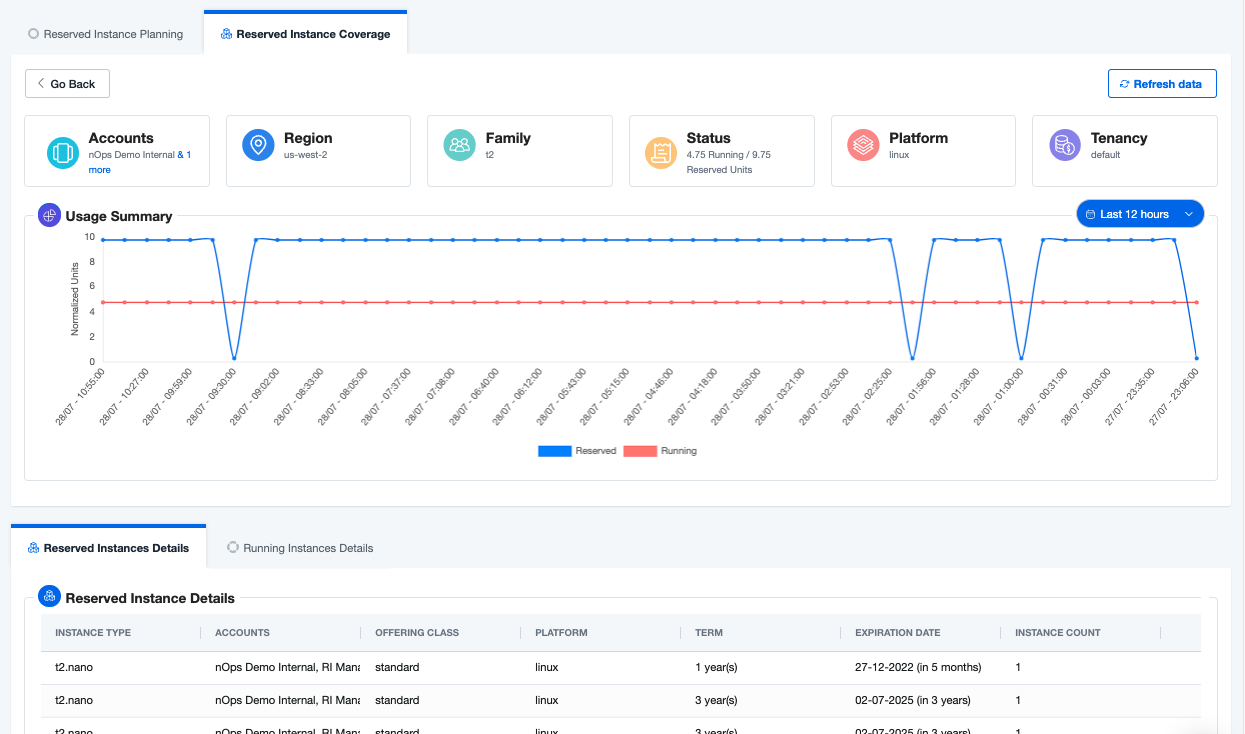 Reserved Instance Planning
Reserved Instance Coverage
Go Back
Refresh data
Accounts
nOps Demo Internal & 1
more
Region
us-west-2
Family
t2
Status
4.75 Running / 9.75
Reserved Units
Platform
linux
Tenancy
default
Usage Summary
Last 12 hours
Normalized Units
10
8
6
4
2
0
28/07 - 10:55:00
28/07 - 10:27:00
28/07 - 09:59:00
28/07 - 09:30:00
28/07 - 09:02:00
28/07 - 08:33:00
28/07 - 08:05:00
28/07 - 07:37:00
28/07 - 07:08:00
28/07 - 06:40:00
28/07 - 06:12:00
28/07 - 05:43:00
28/07 - 05:15:00
28/07 - 04:46:00
28/07 - 04:18:00
28/07 - 03:50:00
28/07 - 03:21:00
28/07 - 02:53:00
28/07 - 02:25:00
28/07 - 01:56:00
28/07 - 01:28:00
28/07 - 01:00:00
28/07 - 00:31:00
28/07 - 00:03:00
27/07 - 23:35:00
27/07 - 23:06:00
Reserved
Running
Reserved Instances Details
Running Instances Details
Reserved Instance Details
INSTANCE TYPE ACCOUNTS OFFERING CLASS PLATFORM TERM EXPIRATION DATE INSTANCE COUNT
t2.nano nOps Demo Internal, RI Mana standard linux 1 year(s) 27-12-2022 (in 5 months) 1
t2.nano nOps Demo Internal, RI Mana standard linux 3 year(s) 02-07-2025 (in 3 years) 1
t2.nano nOps Demo Internal, RI Mana standard linux 3 year(s) 02-07-2025 (in 3 years) 1